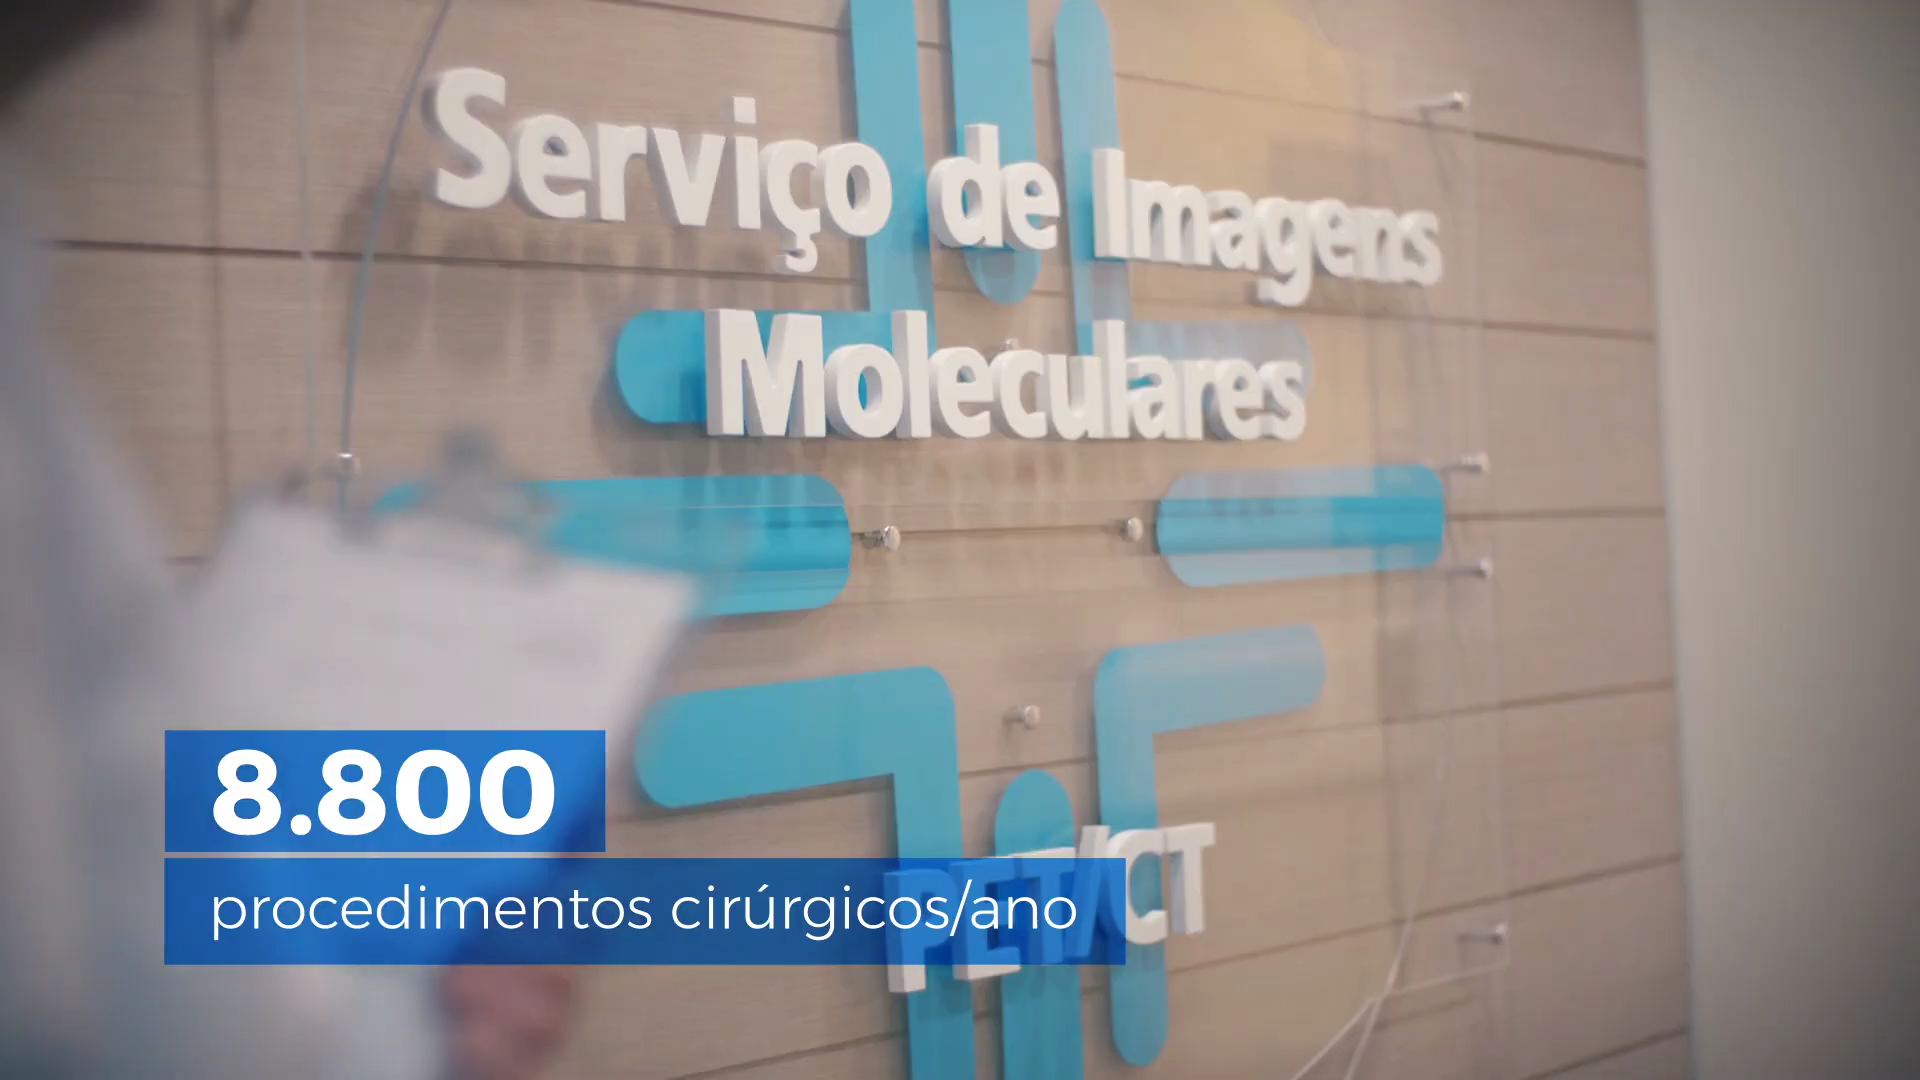 Serviço de Imagens
Moleculares
8.800
procedimentos cirúrgicos/ano
PET/CT